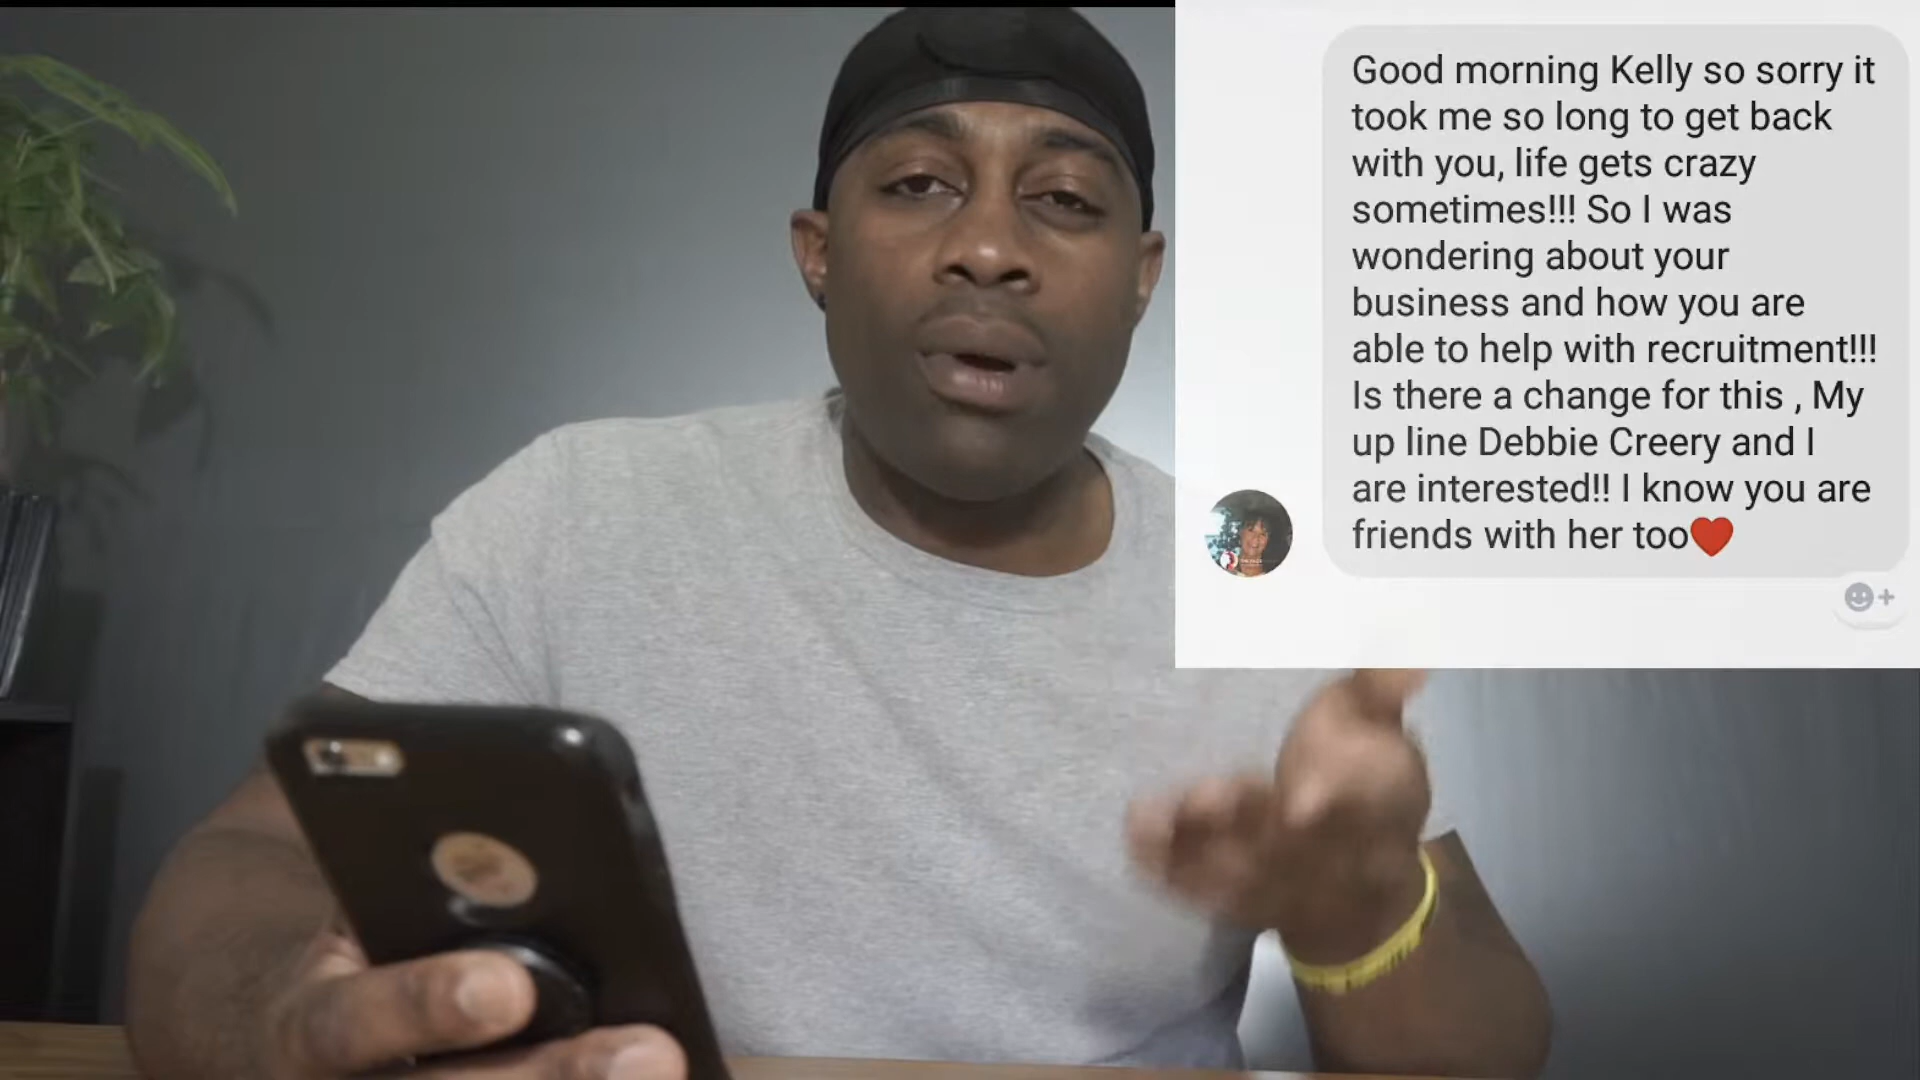 Good morning Kelly so sorry it
took me so long to get back
with you, life gets crazy
sometimes!!! So I was
wondering about your
business and how you are
able to help with recruitment!!!
Is there a change for this , My
up line Debbie Creery and I
are interested!! I know you are
friends with her too❤️